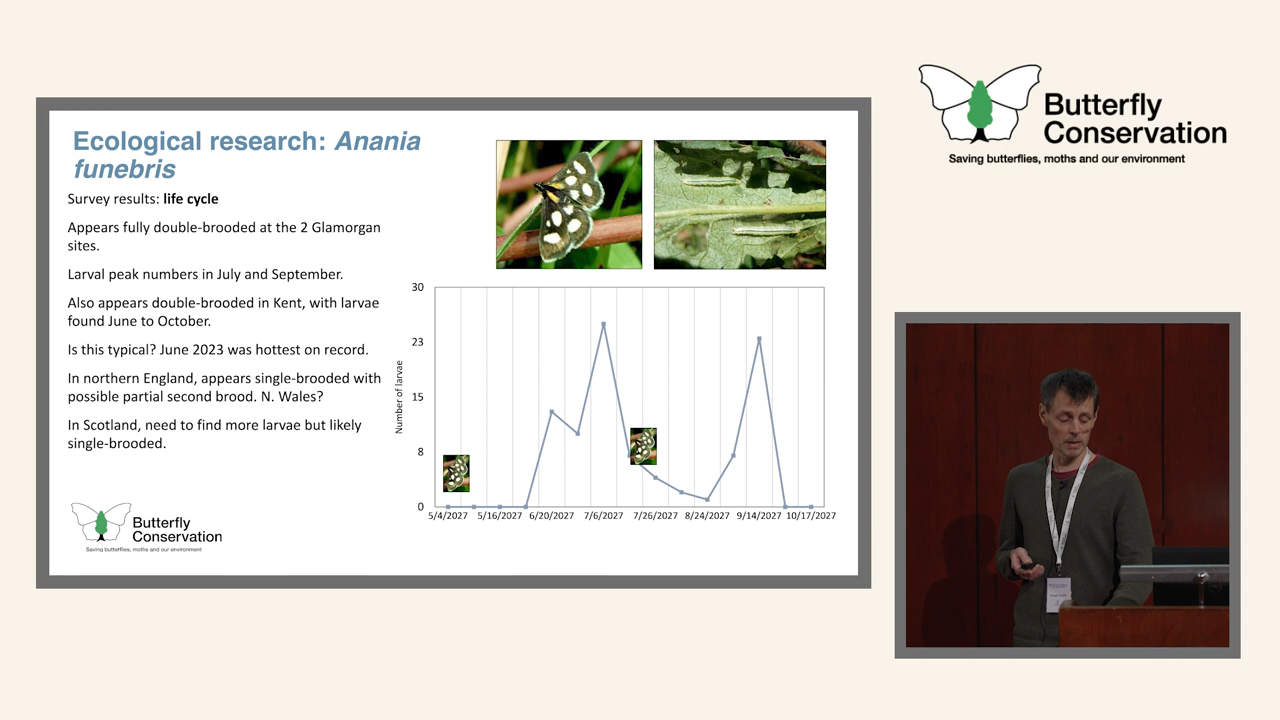 Ecological research: Anania
funebris
Survey results: life cycle
Appears fully double-brooded at the 2 Glamorgan
sites.
Larval peak numbers in July and September.
Also appears double-brooded in Kent, with larvae
found June to October.
Is this typical? June 2023 was hottest on record.
In northern England, appears single-brooded with
possible partial second brood. N. Wales?
In Scotland, need to find more larvae but likely
single-brooded.
Butterfly
Conservation
Saving butterflies, moths and our environment
Number of larvae
30
23
15
8
0
5/4/2027 5/16/2027 6/20/2027 7/6/2027 7/26/2027 8/24/2027 9/14/2027 10/17/2027
Butterfly
Conservation
Saving butterflies, moths and our environment